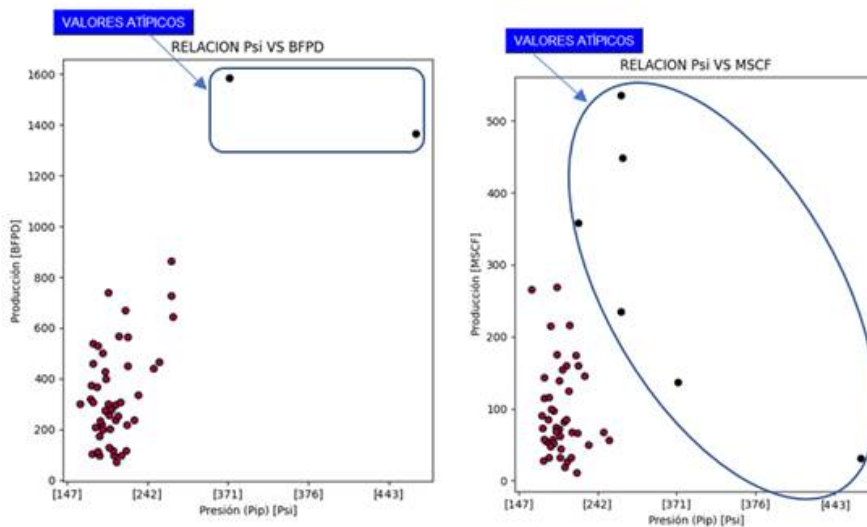 VALORES ATÍPICOS
RELACION Psi VS BFPD
1600
1400
1200
1000
800
600
400
200
0
Producción [BFPD]
[147] [242] [371] [376] [443]
Presión (Pip) [Psi]
VALORES ATÍPICOS
RELACION Psi VS MSCF
500
400
300
200
100
0
Producción [MSCF]
[147] [242] [371] [376] [443]
Presión (Pip) [Psi]